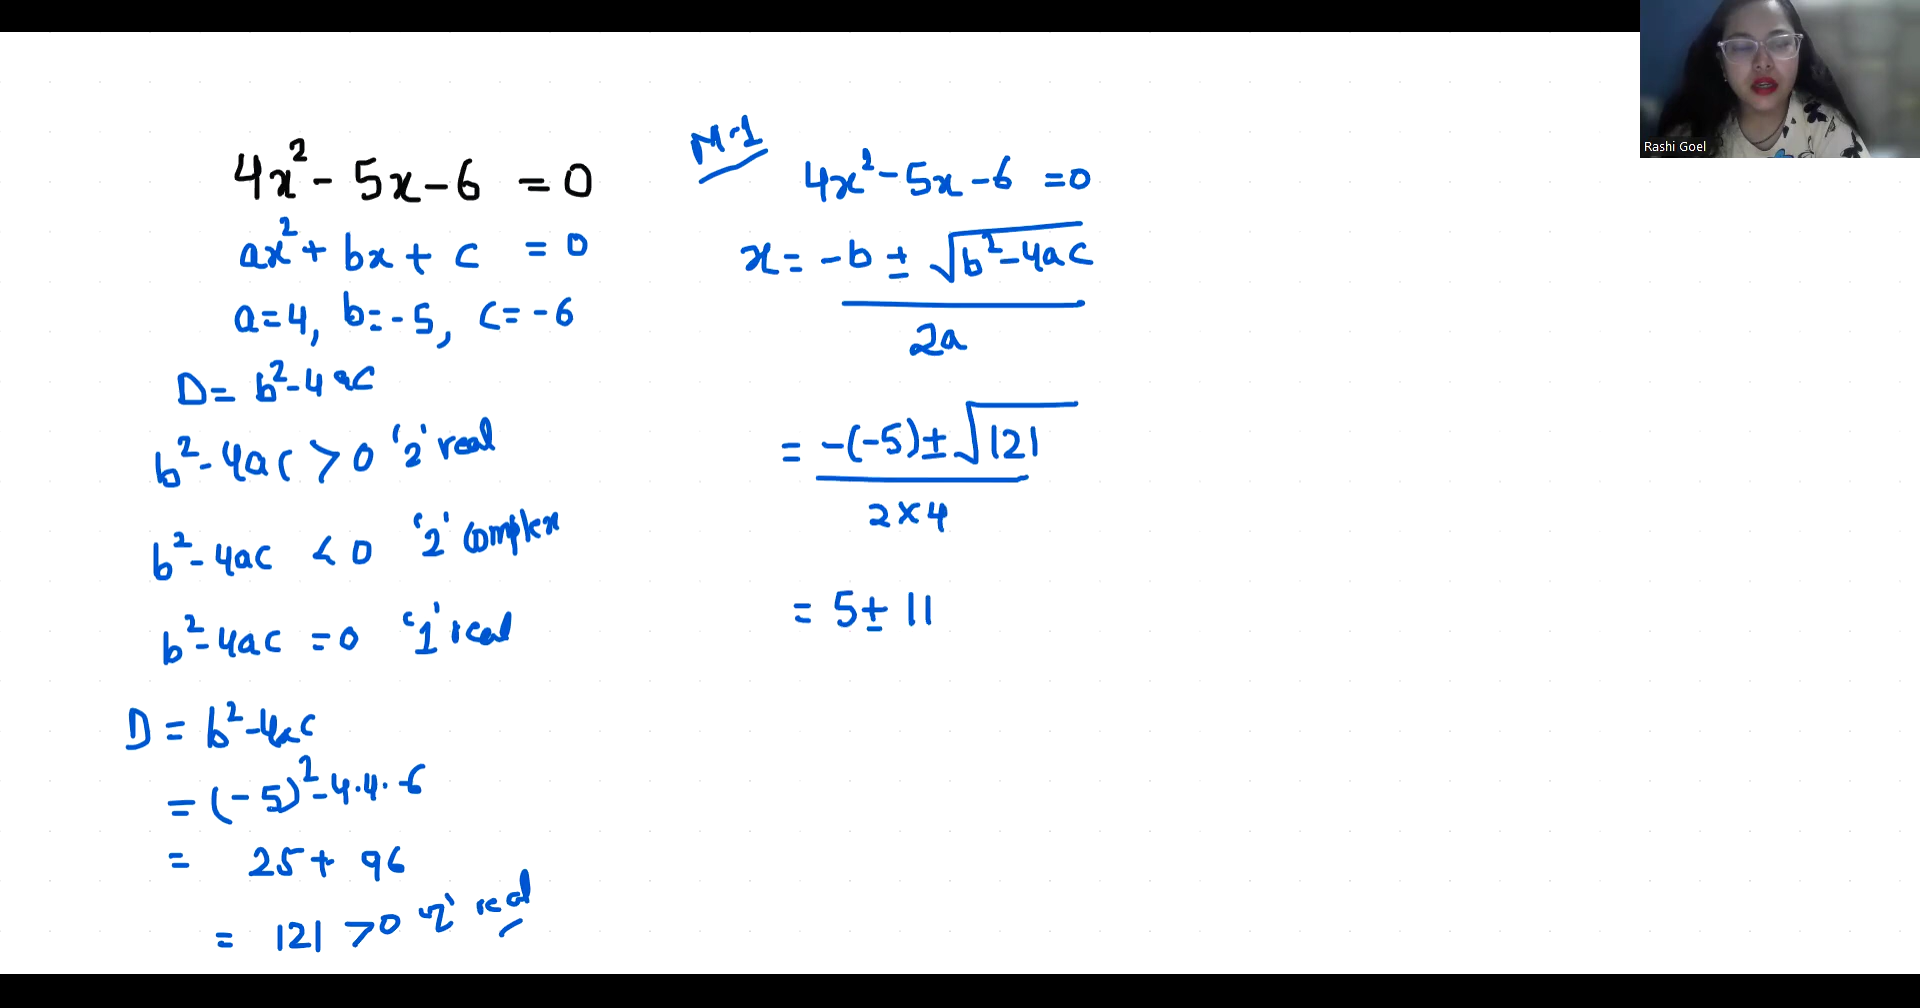 4x² - 5x - 6 = 0
ax² + bx + c = 0
a=4, b=-5, c=-6
D= b²-4ac
b²-4ac > 0 '2' real
b²-4ac < 0 '2' complex
b²-4ac = 0 '1' real
D = b²-4ac
= (-5)²-4·4·-6
= 25+ 96
= 121 >0 '2' real
M-1
4x²-5x-6 =0
x= -b ± √b²-4ac
2a
= -(-5)±√121
2×4
= 5± 11
Rashi Goel